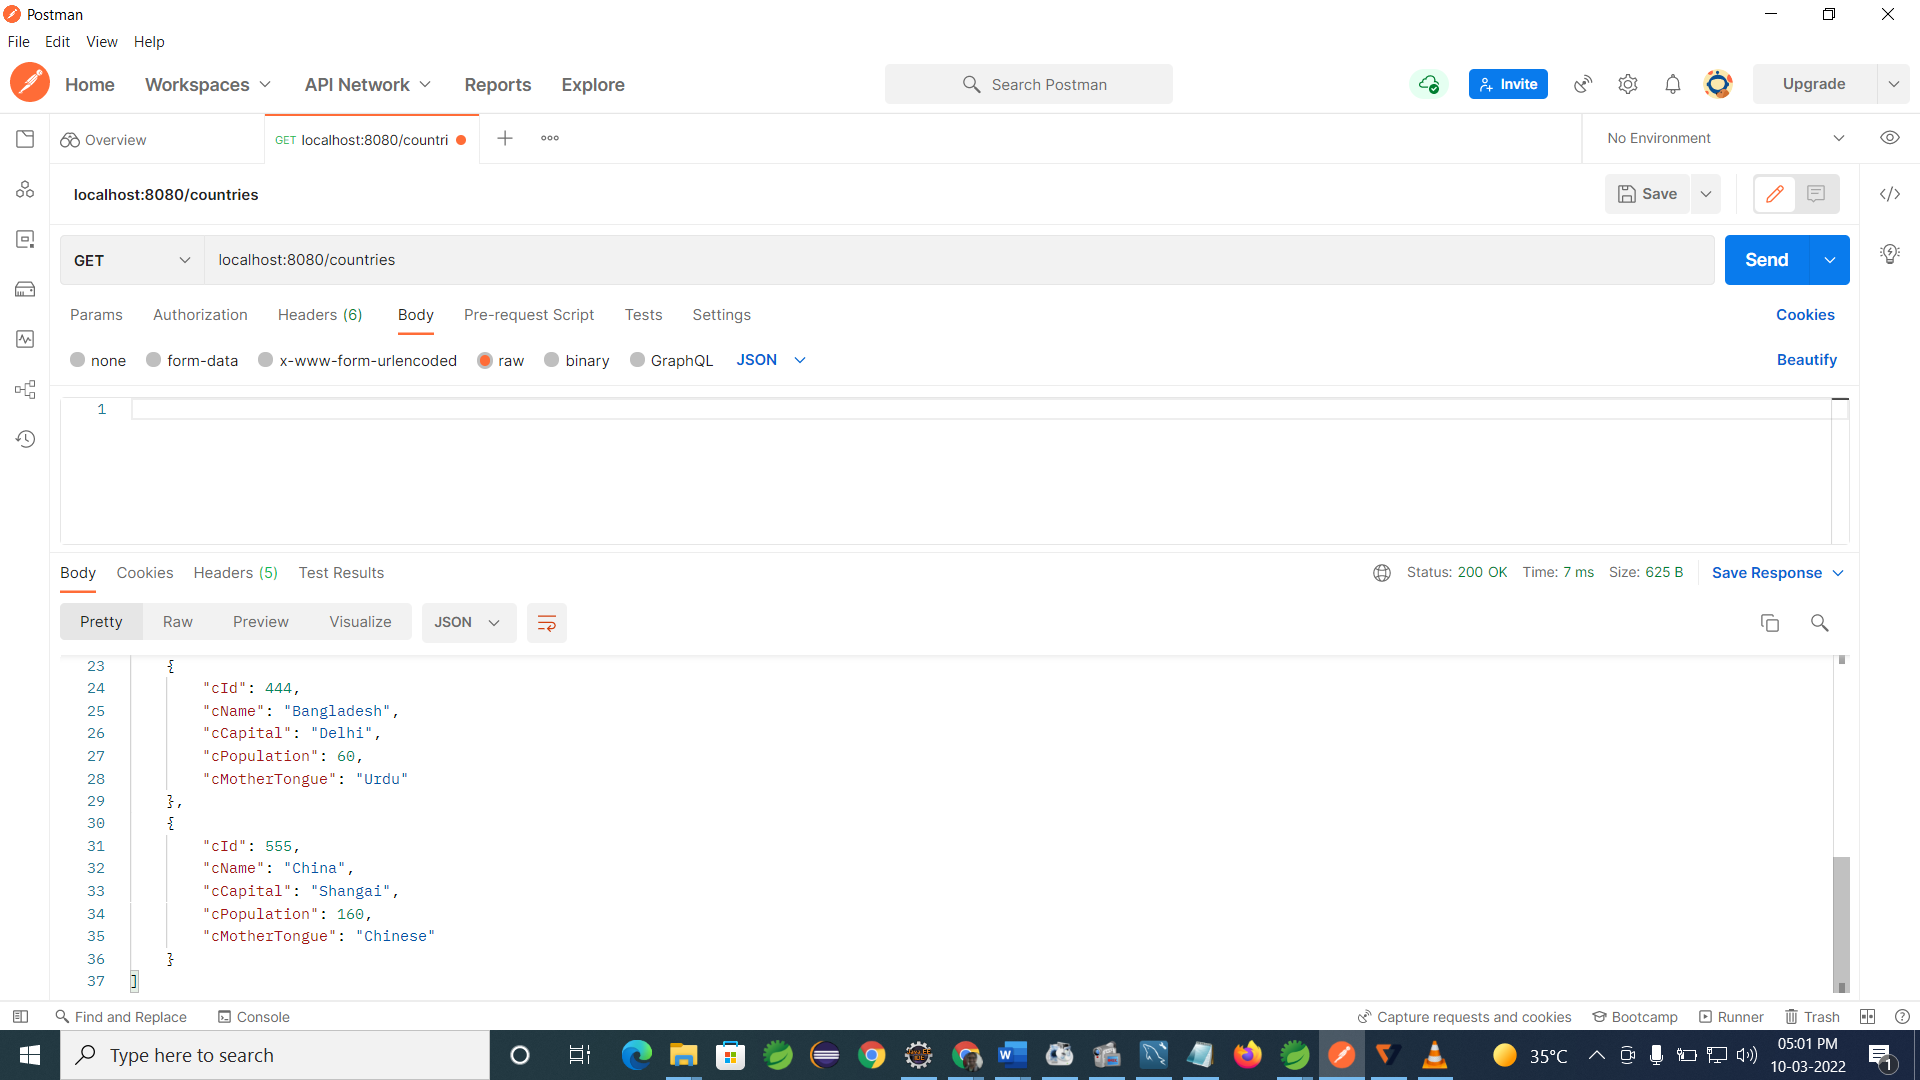 Postman
File Edit View Help
Home Workspaces API Network Reports Explore Search Postman Invite Upgrade
Overview GET localhost:8080/countri No Environment
localhost:8080/countries Save
GET localhost:8080/countries Send
Params Authorization Headers (6) Body Pre-request Script Tests Settings Cookies
none form-data x-www-form-urlencoded raw binary GraphQL JSON Beautify
1
Body Cookies Headers (5) Test Results Status: 200 OK Time: 7 ms Size: 625 B Save Response
Pretty Raw Preview Visualize JSON
23 {
24 "cId": 444,
25 "cName": "Bangladesh",
26 "cCapital": "Delhi",
27 "cPopulation": 60,
28 "cMotherTongue": "Urdu"
29 },
30 {
31 "cId": 555,
32 "cName": "China",
33 "cCapital": "Shangai",
34 "cPopulation": 160,
35 "cMotherTongue": "Chinese"
36 }
37 ]
Find and Replace Console Capture requests and cookies Bootcamp Runner Trash
Type here to search 35°C 05:01 PM
10-03-2022 1